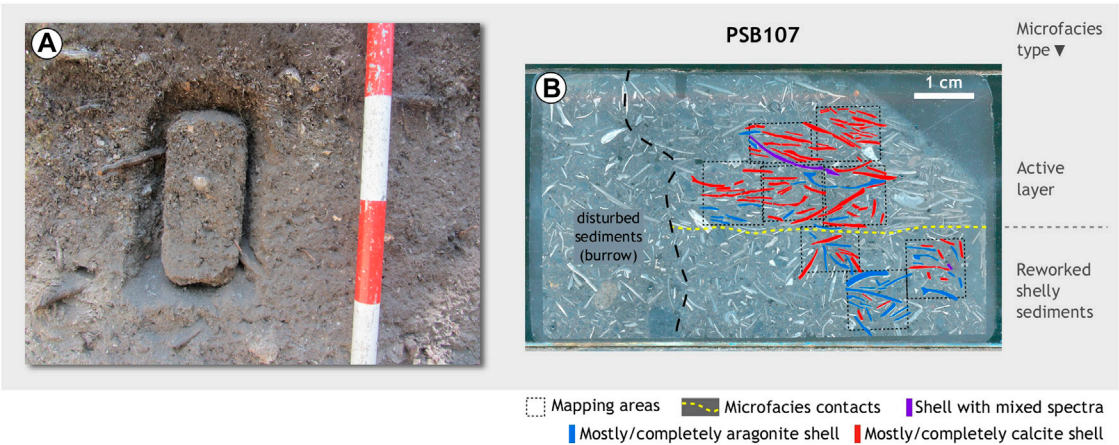 A
PSB107
Microfacies
type ▼
B
1 cm
Active
layer
disturbed
sediments
(burrow)
Reworked
shelly
sediments
Mapping areas
Microfacies contacts
Shell with mixed spectra
Mostly/completely aragonite shell
Mostly/completely calcite shell